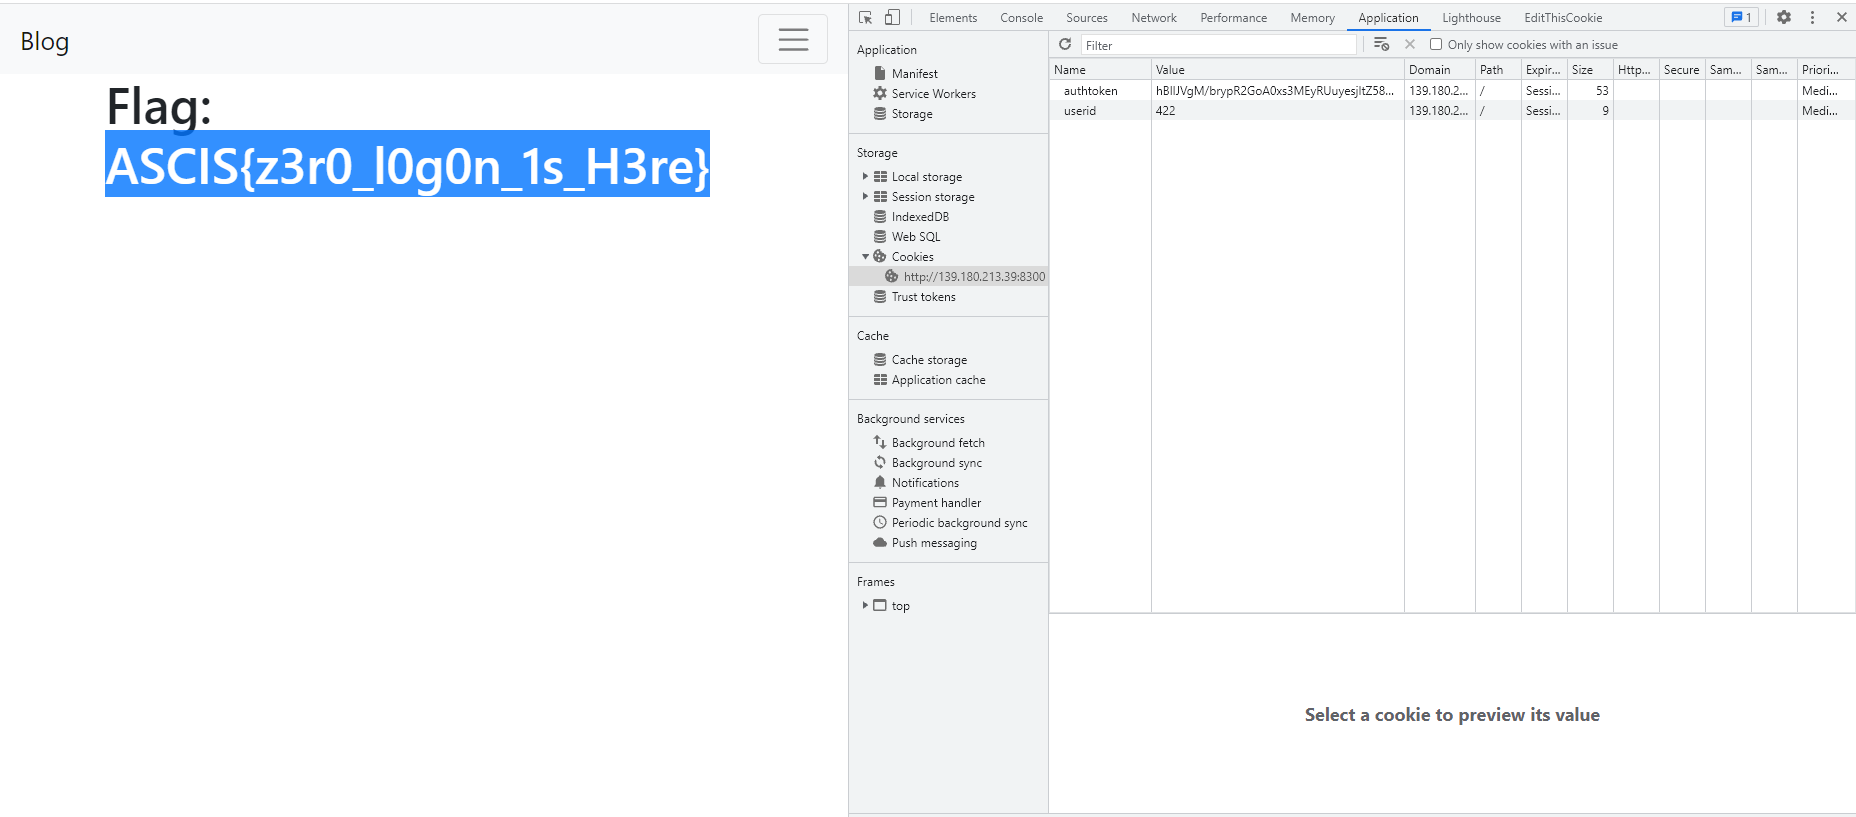 Blog
Flag:
ASCIS{z3r0_l0g0n_1s_H3re}
Elements Console Sources Network Performance Memory Application Lighthouse EditThisCookie 1
Application
Manifest
Service Workers
Storage
Storage
Local storage
Session storage
IndexedDB
Web SQL
Cookies
http://139.180.213.39:8300
Trust tokens
Cache
Cache storage
Application cache
Background services
Background fetch
Background sync
Notifications
Payment handler
Periodic background sync
Push messaging
Frames
top
Filter Only show cookies with an issue
Name Value Domain Path Expir... Size Http... Secure Sam... Sam... Priori...
authtoken 139.180.2... / Sessi... 53 Medi...
userid 422 139.180.2... / Sessi... 9 Medi...
Select a cookie to preview its value